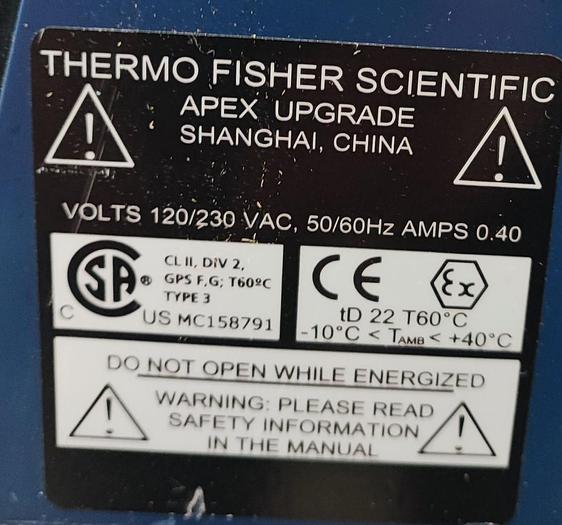 THERMO FISHER SCIENTIFIC
APEX UPGRADE
SHANGHAI, CHINA
VOLTS 120/230 VAC, 50/60Hz AMPS 0.40
SA ® CL II, DIV 2,
GPS F,G; T60ºC
TYPE 3
C US MC158791
CE Ex
tD 22 T60°C
-10°C < TAMB < +40°C
DO NOT OPEN WHILE ENERGIZED
WARNING: PLEASE READ
SAFETY INFORMATION
IN THE MANUAL